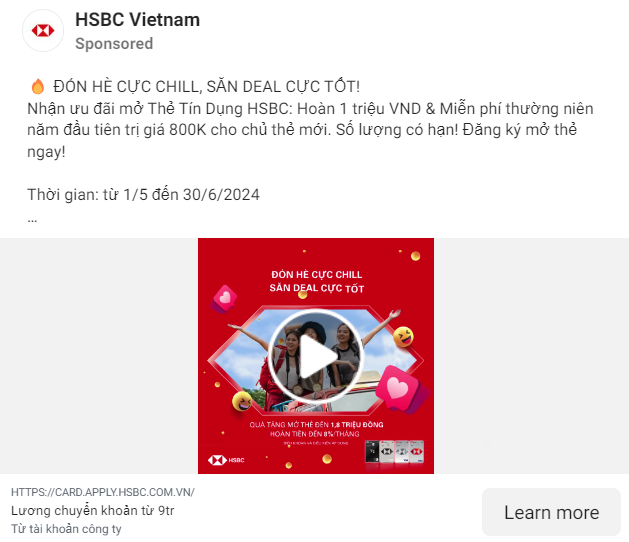 HSBC Vietnam
Sponsored
🔥 ĐÓN HÈ CỰC CHILL, SĂN DEAL CỰC TỐT!
Nhận ưu đãi mở Thẻ Tín Dụng HSBC: Hoàn 1 triệu VND & Miễn phí thường niên
năm đầu tiên trị giá 800K cho chủ thẻ mới. Số lượng có hạn! Đăng ký mở thẻ
ngay!
Thời gian: từ 1/5 đến 30/6/2024
...
ĐÓN HÈ CỰC CHILL
SĂN DEAL CỰC TỐT
QUÀ TẶNG MỞ THẺ ĐẾN 1,8 TRIỆU ĐỒNG
HOÀN TIỀN ĐẾN 8%/THÁNG
HSBC
HTTPS://CARD.APPLY.HSBC.COM.VN/
Lương chuyển khoản từ 9tr
Từ tài khoản công ty
Learn more